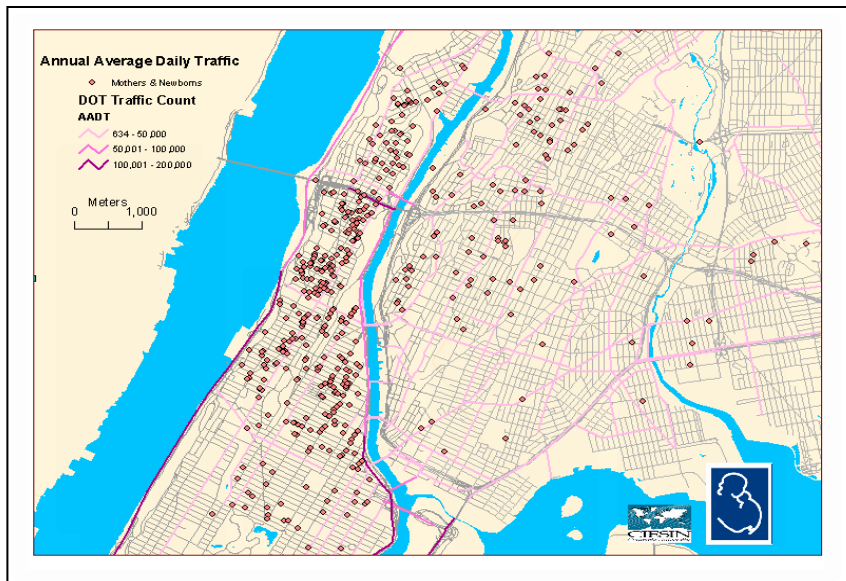 Annual Average Daily Traffic
Mothers & Newborns
DOT Traffic Count
AADT
634 - 50,000
50,001 - 100,000
100,001 - 200,000
Meters
0 1,000
CIESIN